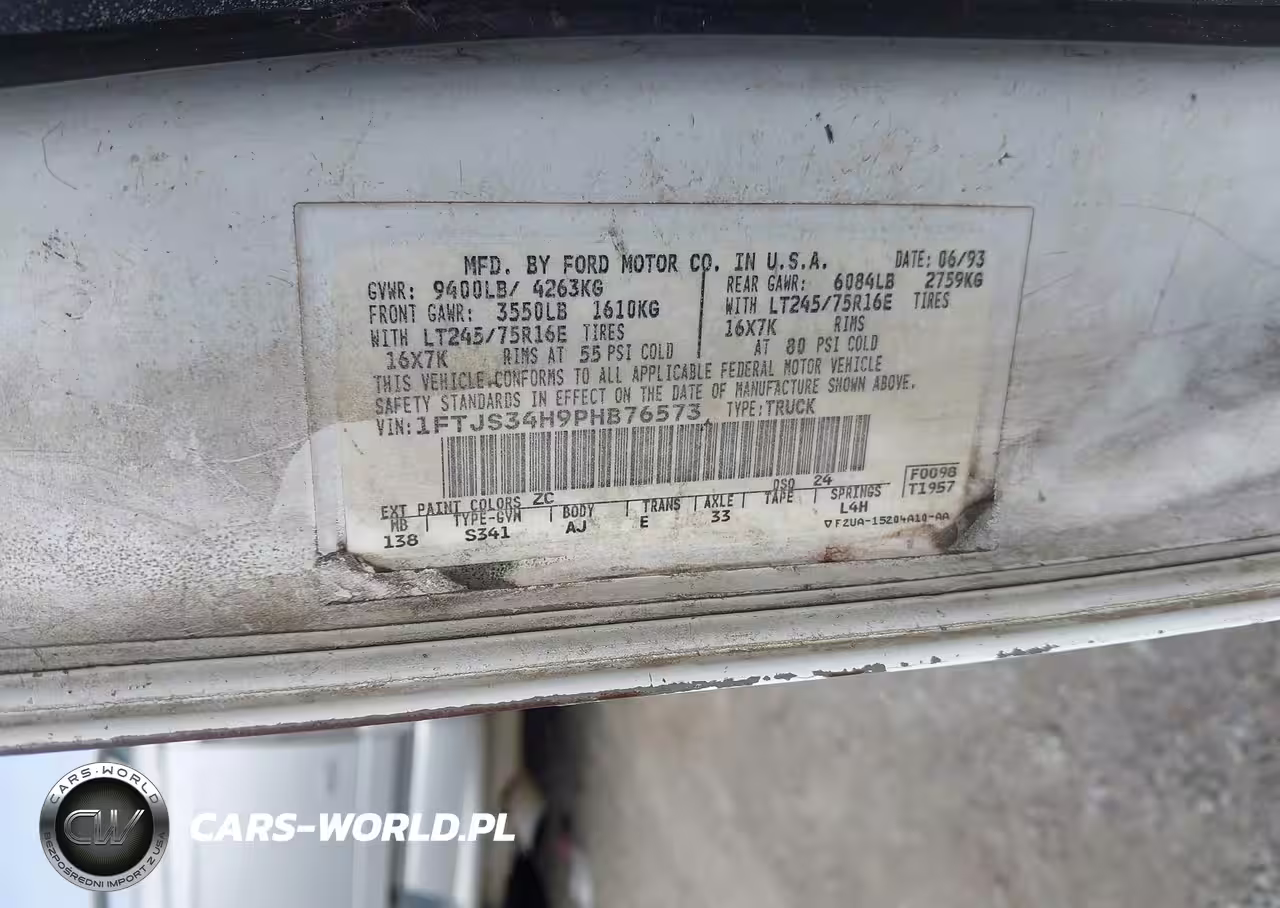 MFD. BY FORD MOTOR CO. IN U.S.A.
DATE: 06/93
GVWR: 9400LB/ 4263KG
FRONT GAWR: 3550LB 1610KG
WITH LT245/75R16E TIRES
16X7K RIMS AT 55 PSI COLD
REAR GAWR: 6084LB 2759KG
WITH LT245/75R16E TIRES
16X7K RIMS
AT 80 PSI COLD
THIS VEHICLE CONFORMS TO ALL APPLICABLE FEDERAL MOTOR VEHICLE
SAFETY STANDARDS IN EFFECT ON THE DATE OF MANUFACTURE SHOWN ABOVE.
VIN: 1FTJS34H9PHB76573 TYPE: TRUCK
EXT PAINT COLORS ZC DSO 24
WB TYPE-GVM BODY TRANS AXLE TAPE SPRINGS
138 S341 AJ E 33 L4H
F0098
T1957
F2UA-15204A10-AA
CARS-WORLD
CW
BEZPOŚREDNI IMPORT Z USA
CARS-WORLD.PL